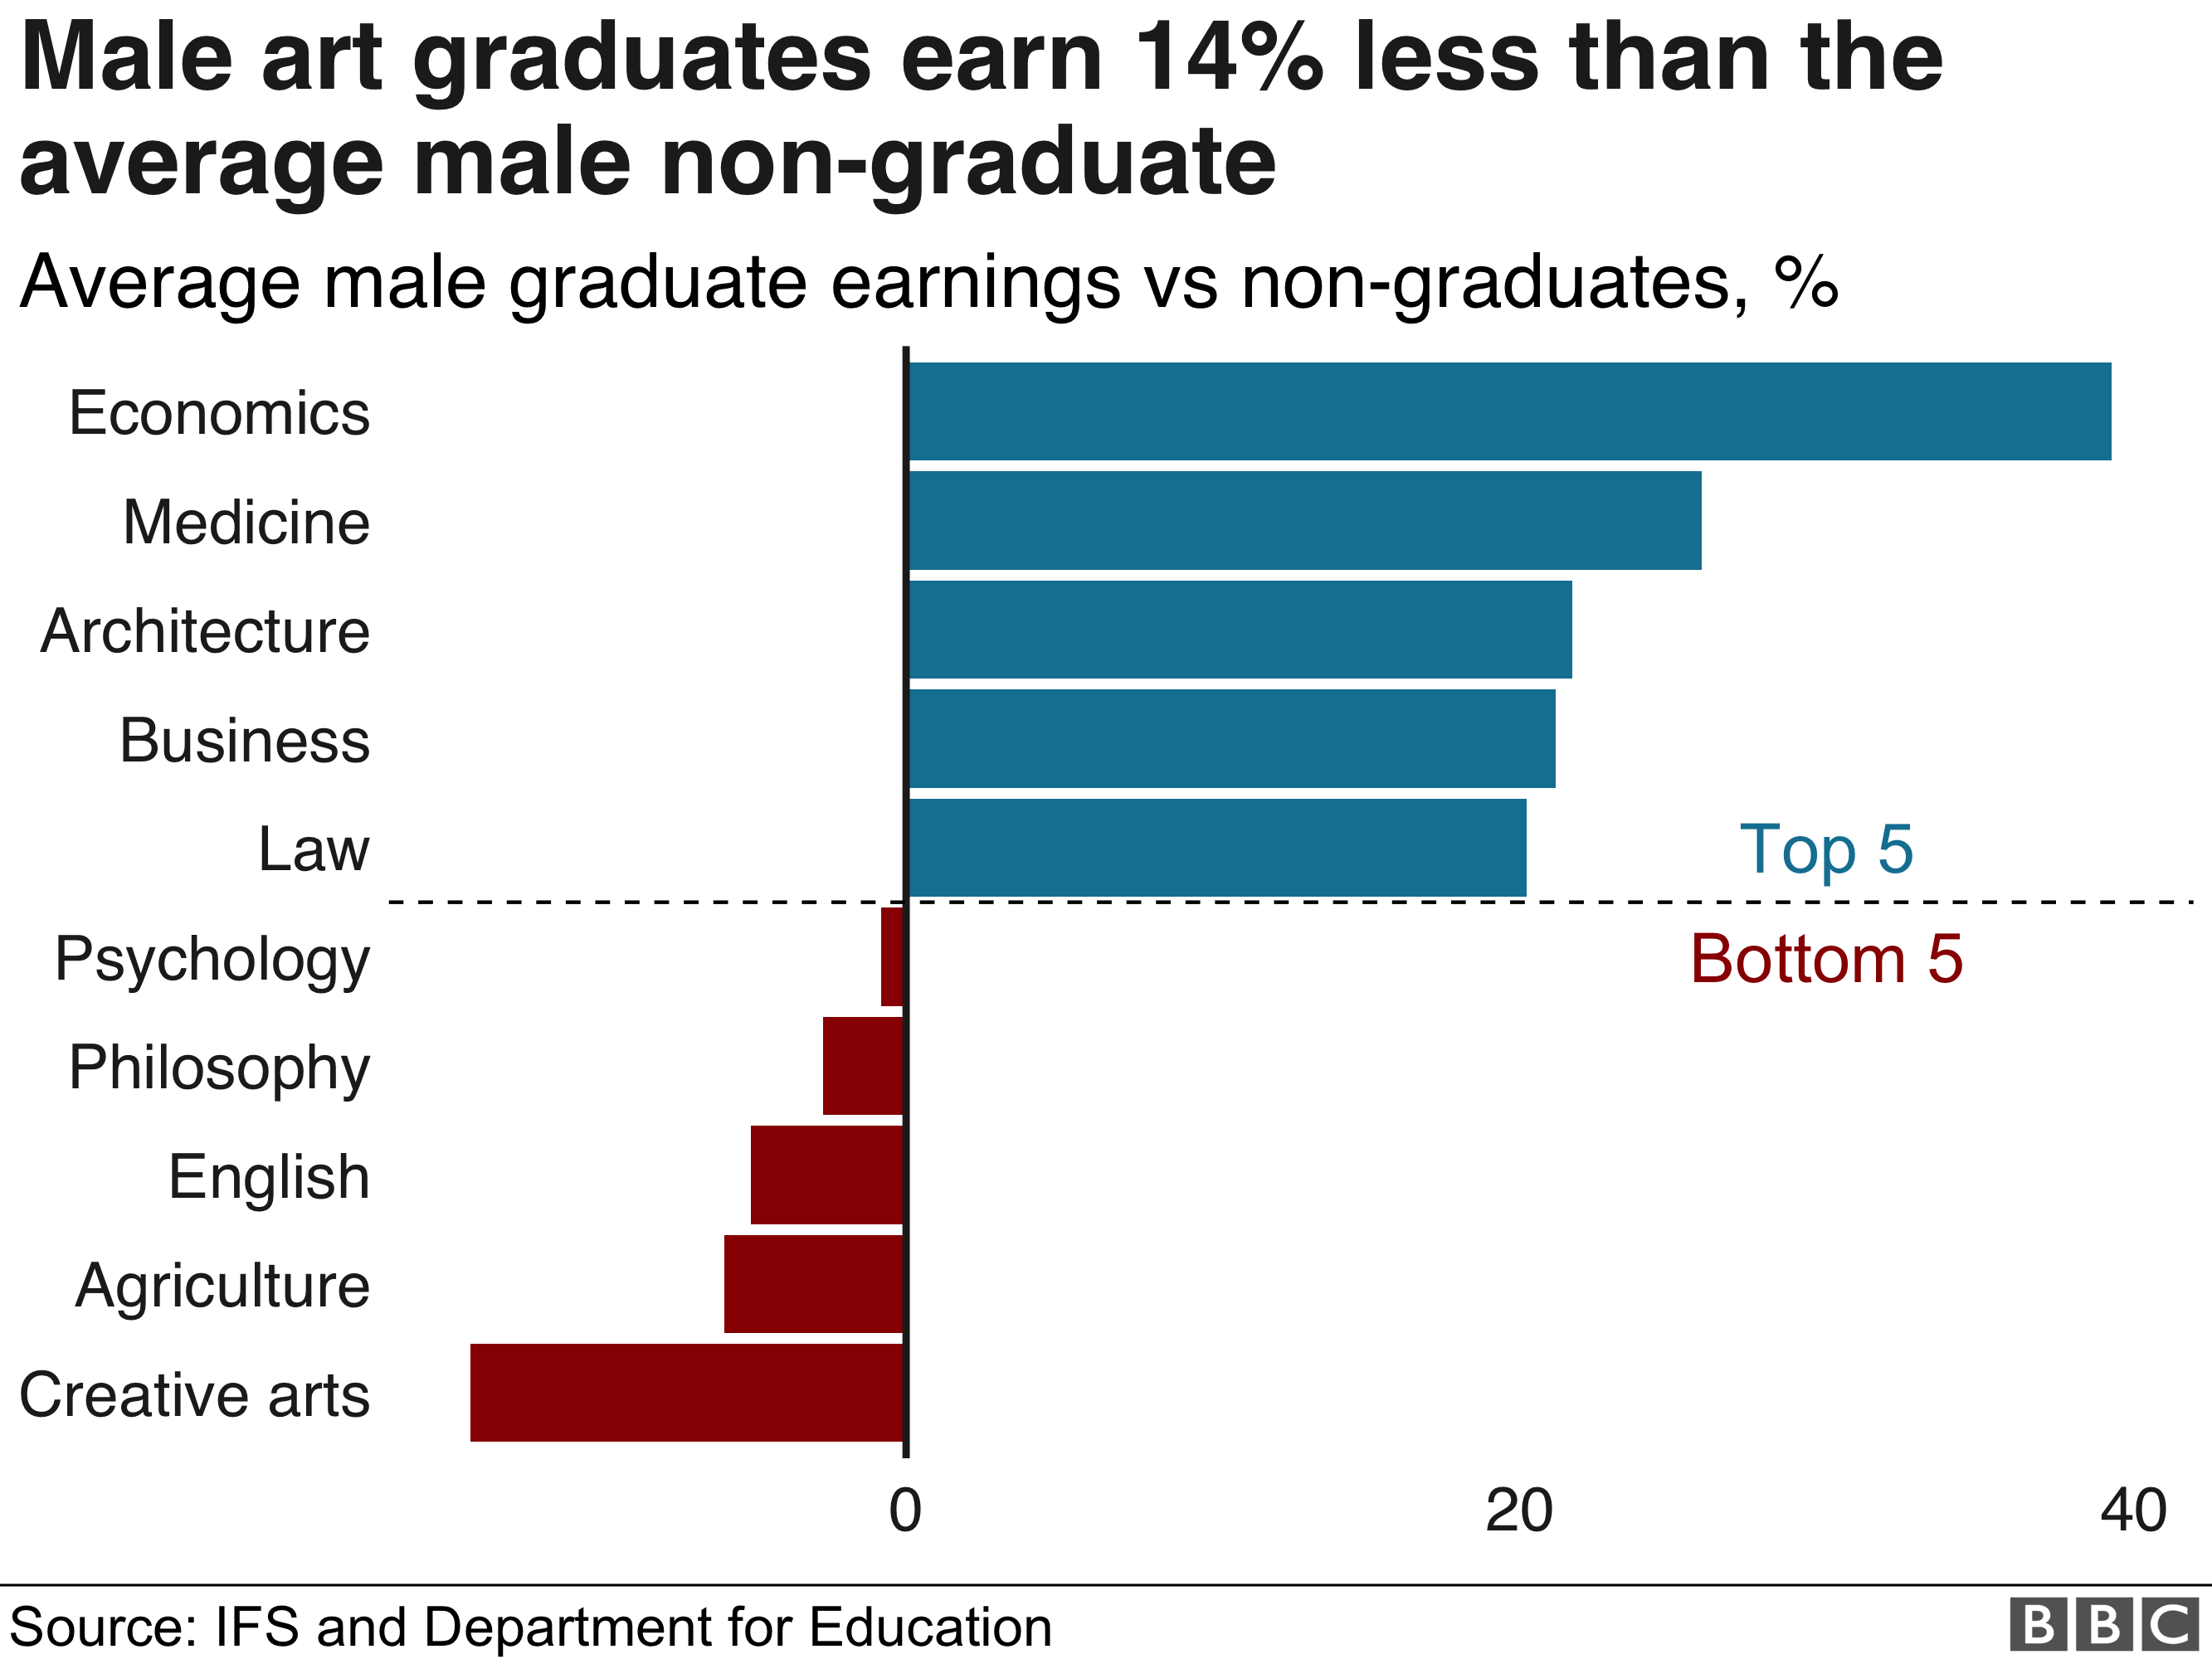 Male art graduates earn 14% less than the
average male non-graduate
Average male graduate earnings vs non-graduates, %
Economics
Medicine
Architecture
Business
Law
Top 5
Psychology
Bottom 5
Philosophy
English
Agriculture
Creative arts
0 20 40
Source: IFS and Department for Education
BBC